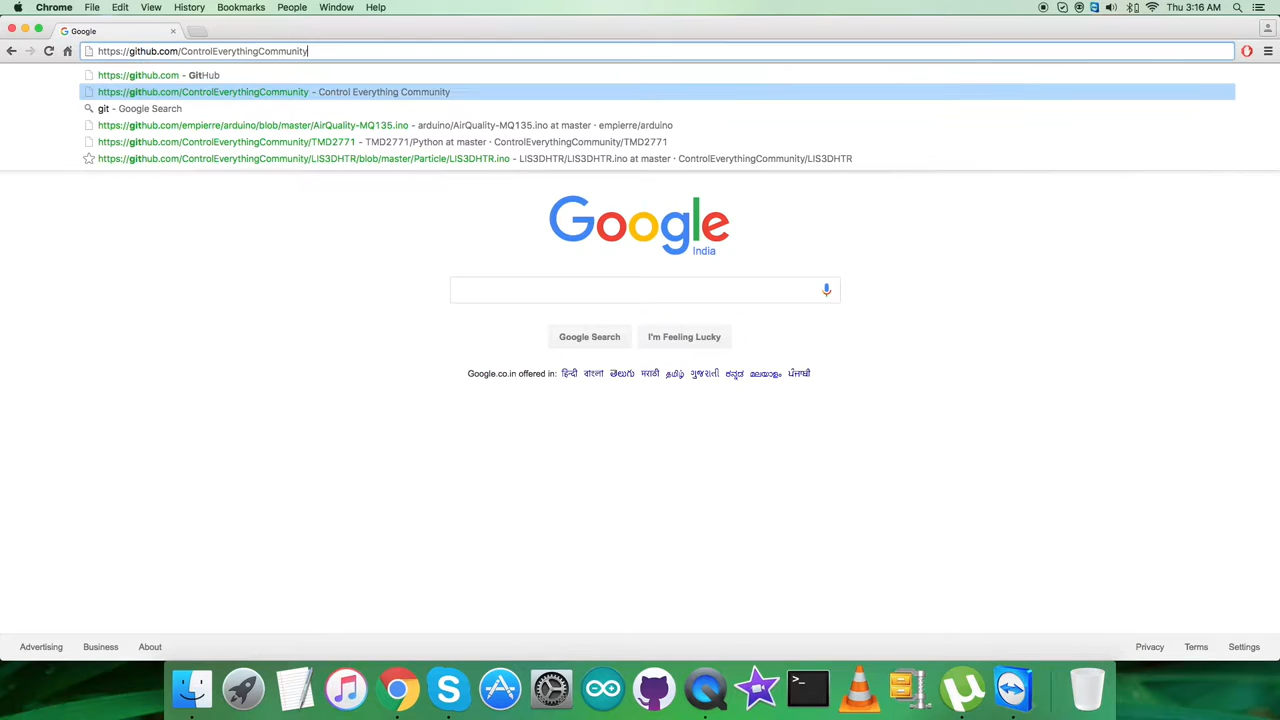 Chrome File Edit View History Bookmarks People Window Help Thu 3:16 AM
Google
https://github.com/ControlEverythingCommunity
https://github.com - GitHub
https://github.com/ControlEverythingCommunity - Control Everything Community
git - Google Search
https://github.com/empierre/arduino/blob/master/AirQuality-MQ135.ino - arduino/AirQuality-MQ135.ino at master · empierre/arduino
https://github.com/ControlEverythingCommunity/TMD2771 - TMD2771/Python at master · ControlEverythingCommunity/TMD2771
https://github.com/ControlEverythingCommunity/LIS3DHTR/blob/master/Particle/LIS3DHTR.ino - LIS3DHTR/LIS3DHTR.ino at master · ControlEverythingCommunity/LIS3DHTR
Google
India
Google Search I'm Feeling Lucky
Google.co.in offered in: हिन्दी বাংলা తెలుగు मराठी தமிழ் ગુજરાતી ಕನ್ನಡ മലയാളം ਪੰਜਾਬੀ
Advertising Business About Privacy Terms Settings